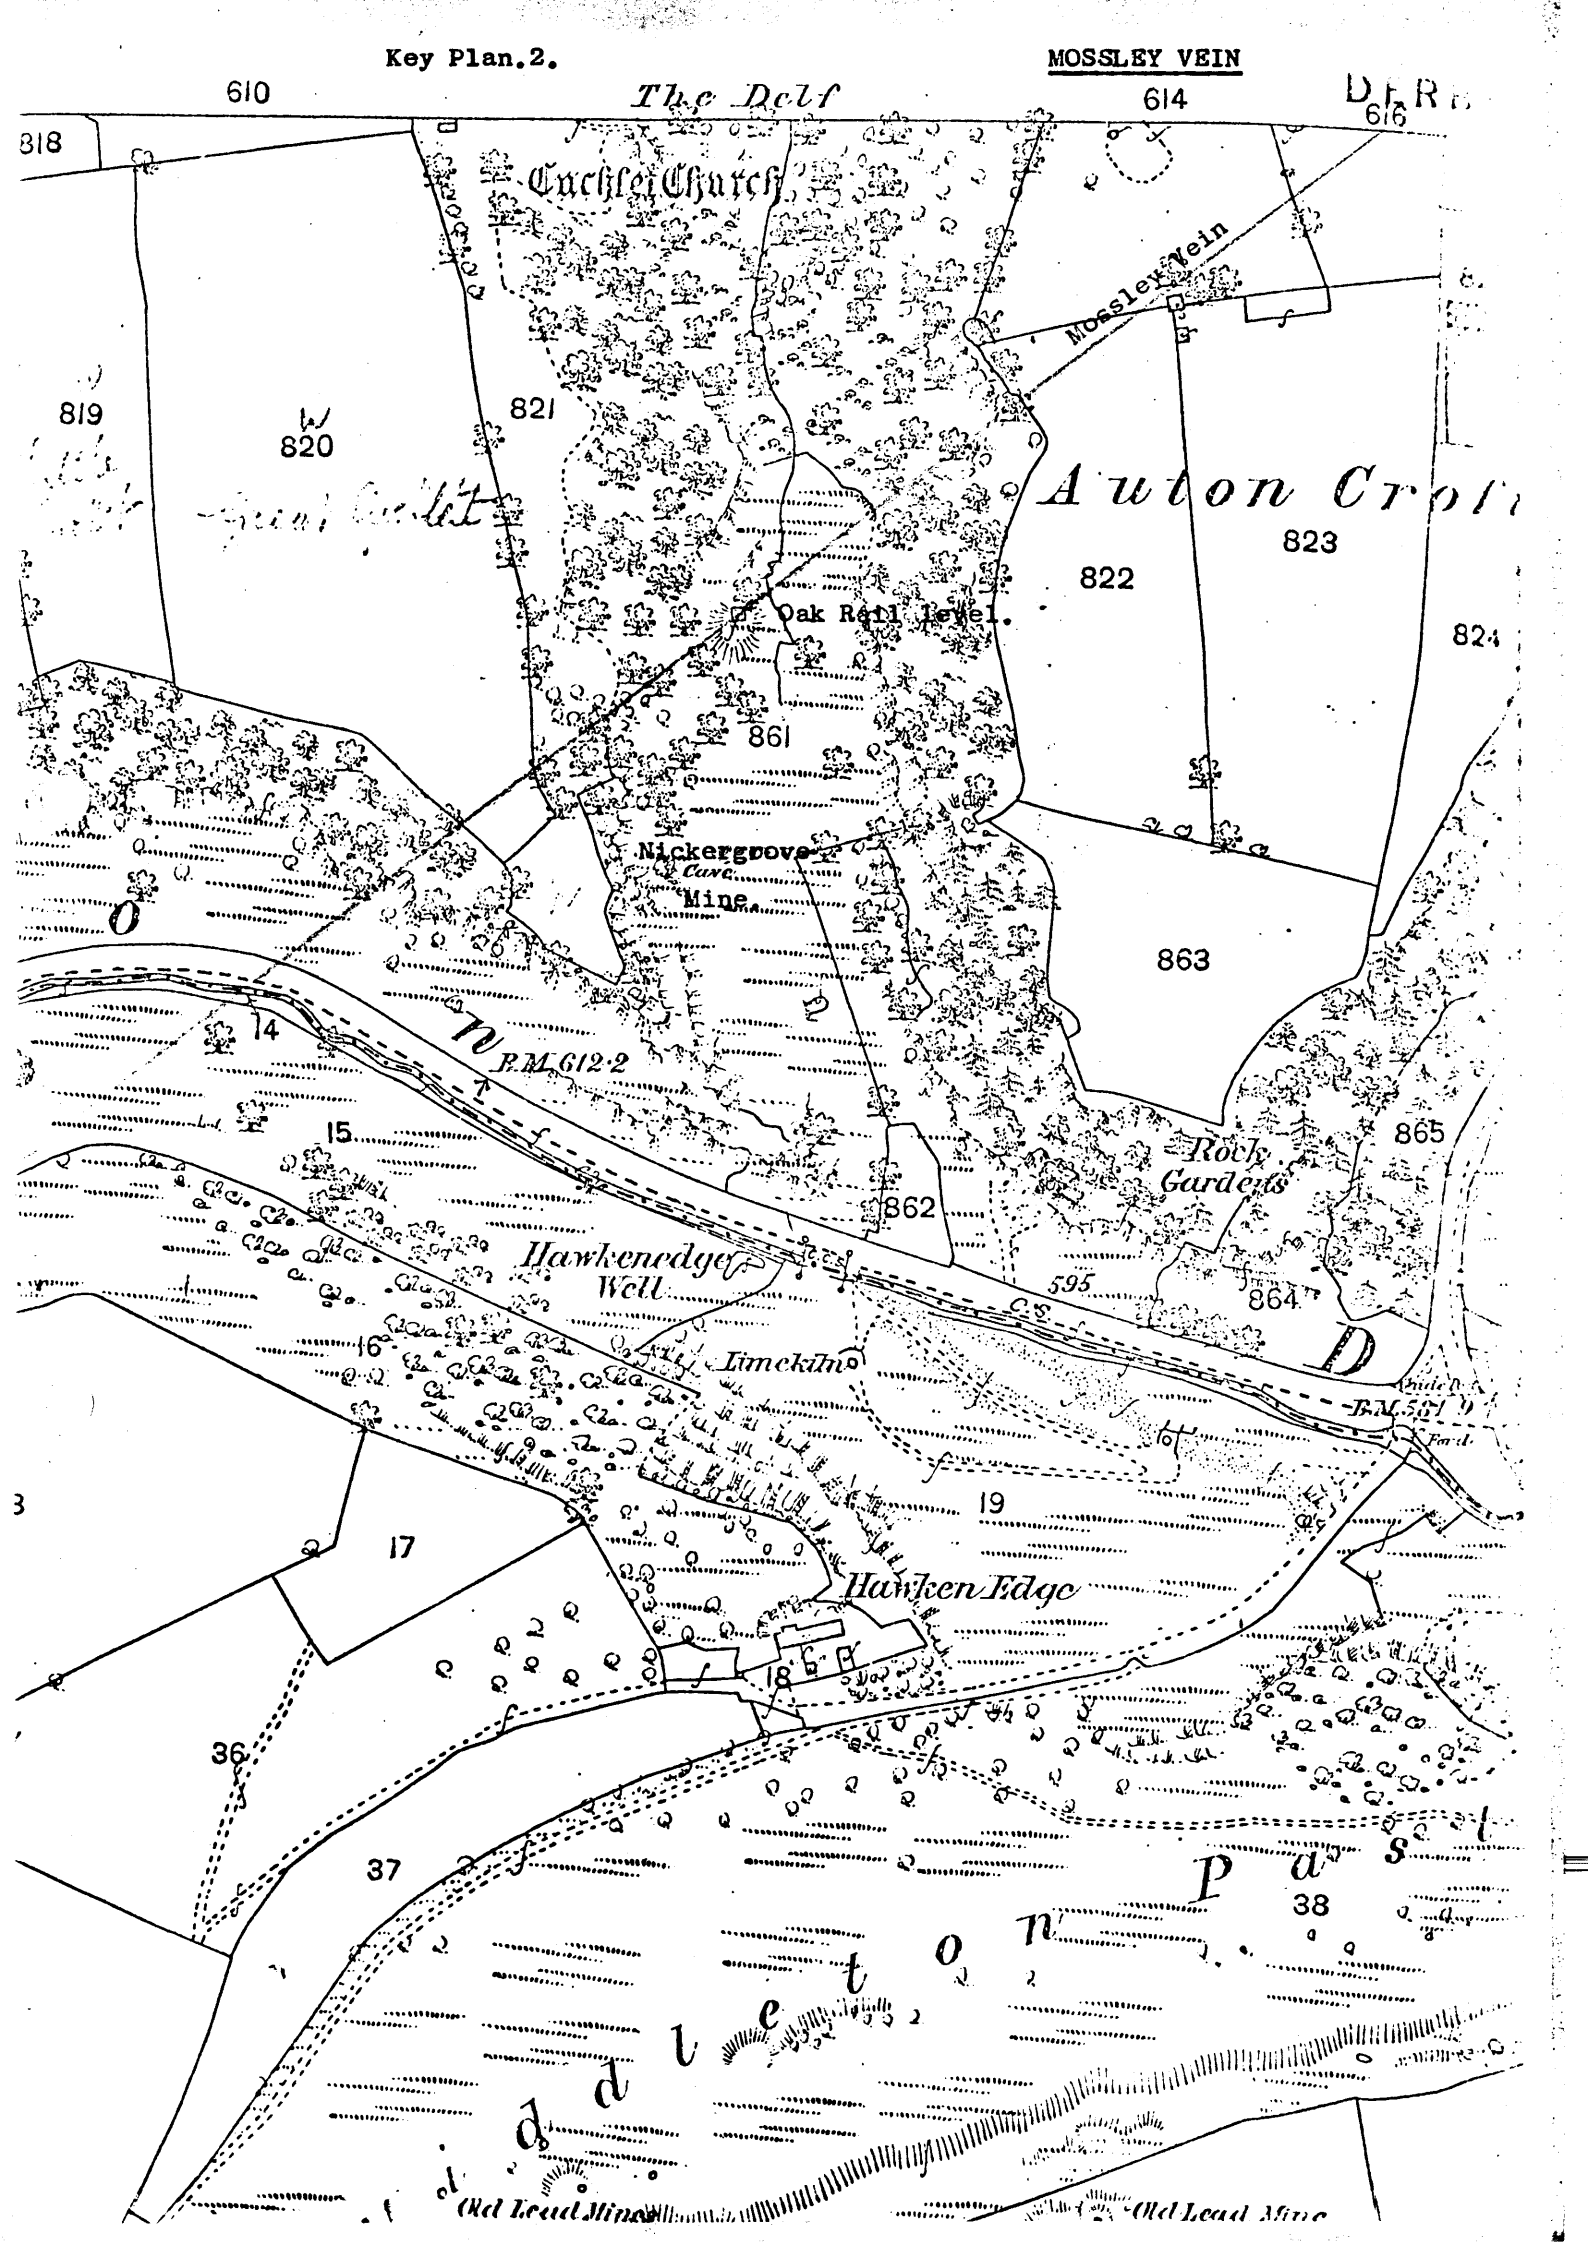 Key Plan.2. MOSSLEY VEIN
610 The Delf 614
616
818
Cucklet Church
Mossley Vein
819
820
821
Auton Croft
823
822
Oak Rail level.
824
861
Nickergrove
Cave
Mine.
O
863
14
n
B.M. 612·2
15
865
Rock
Gardens
862
Hawkenedge
Well
595
C.S.
864
D
16
Limekiln
B.M. 581·9
Ford
19
17
Hawken Edge
18
36
37
P a s t
38
d d l e t o n
Old Lead Mine
Old Lead Mine